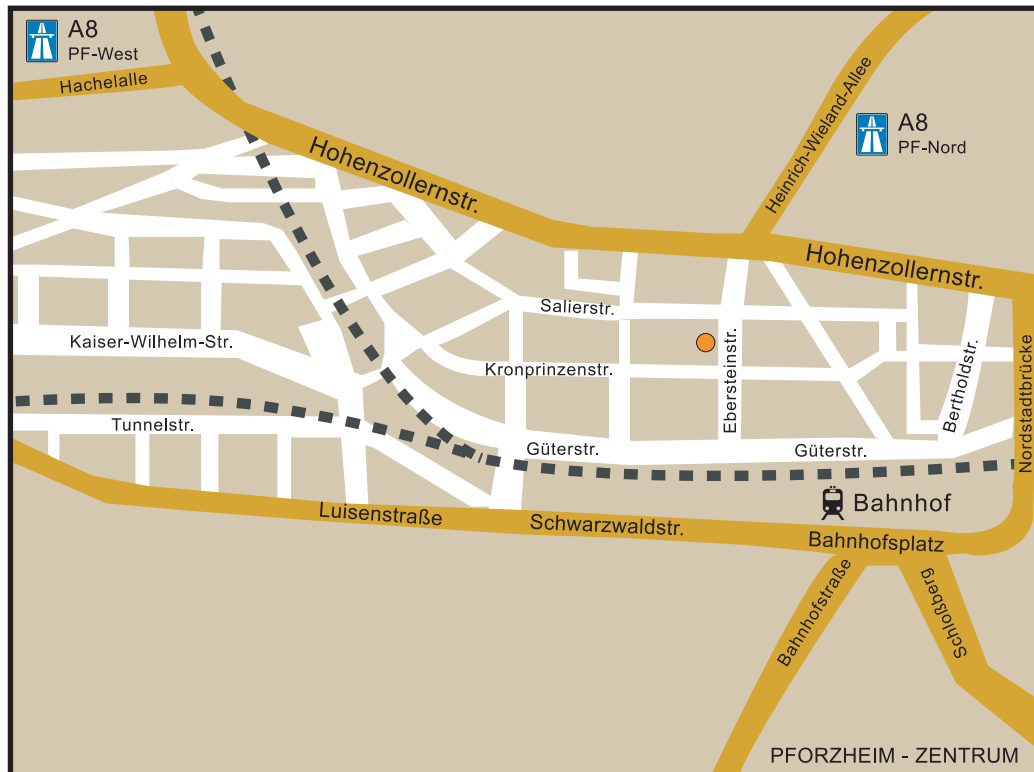 A8
PF-West
Hachelalle
Hohenzollernstr.
Heinrich-Wieland-Allee
A8
PF-Nord
Hohenzollernstr.
Salierstr.
Kaiser-Wilhelm-Str.
Kronprinzenstr.
Ebersteinstr.
Bertholdstr.
Nordstadtbrücke
Tunnelstr.
Güterstr.
Güterstr.
Bahnhof
Luisenstraße
Schwarzwaldstr.
Bahnhofsplatz
Bahnhofstraße
Schloßberg
PFORZHEIM - ZENTRUM